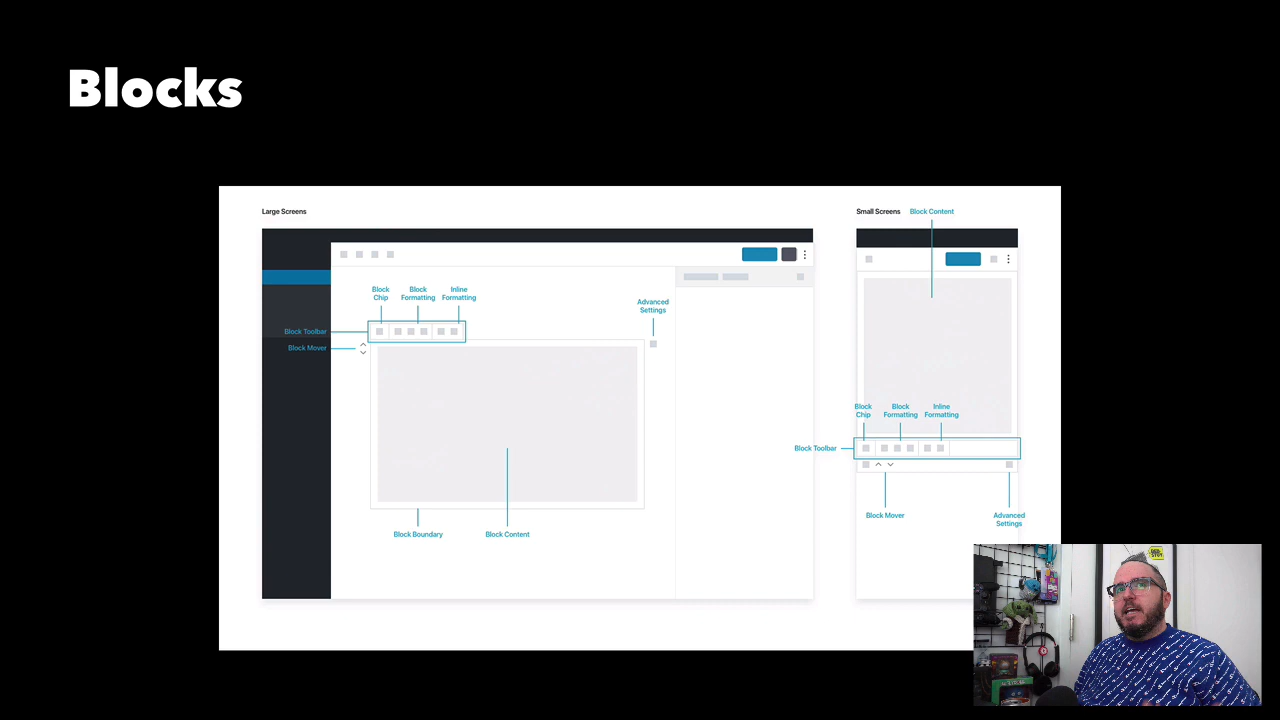 Blocks
Large Screens
Small Screens
Block Content
Block
Chip
Block
Formatting
Inline
Formatting
Advanced
Settings
Block Toolbar
Block Mover
Block Boundary
Block Content
Block
Chip
Block
Formatting
Inline
Formatting
Block Toolbar
Block Mover
Advanced
Settings